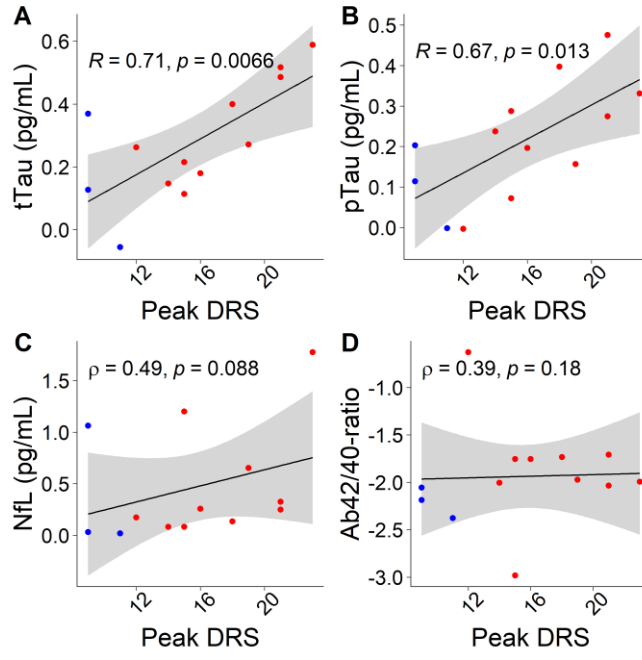 A
R = 0.71, p = 0.0066
tTau (pg/mL)
0.6
0.4
0.2
0.0
12
16
20
Peak DRS
B
R = 0.67, p = 0.013
pTau (pg/mL)
0.5
0.4
0.3
0.2
0.1
0.0
12
16
20
Peak DRS
C
ρ = 0.49, p = 0.088
NfL (pg/mL)
1.5
1.0
0.5
0.0
12
16
20
Peak DRS
D
ρ = 0.39, p = 0.18
Ab42/40-ratio
-1.0
-1.5
-2.0
-2.5
-3.0
12
16
20
Peak DRS